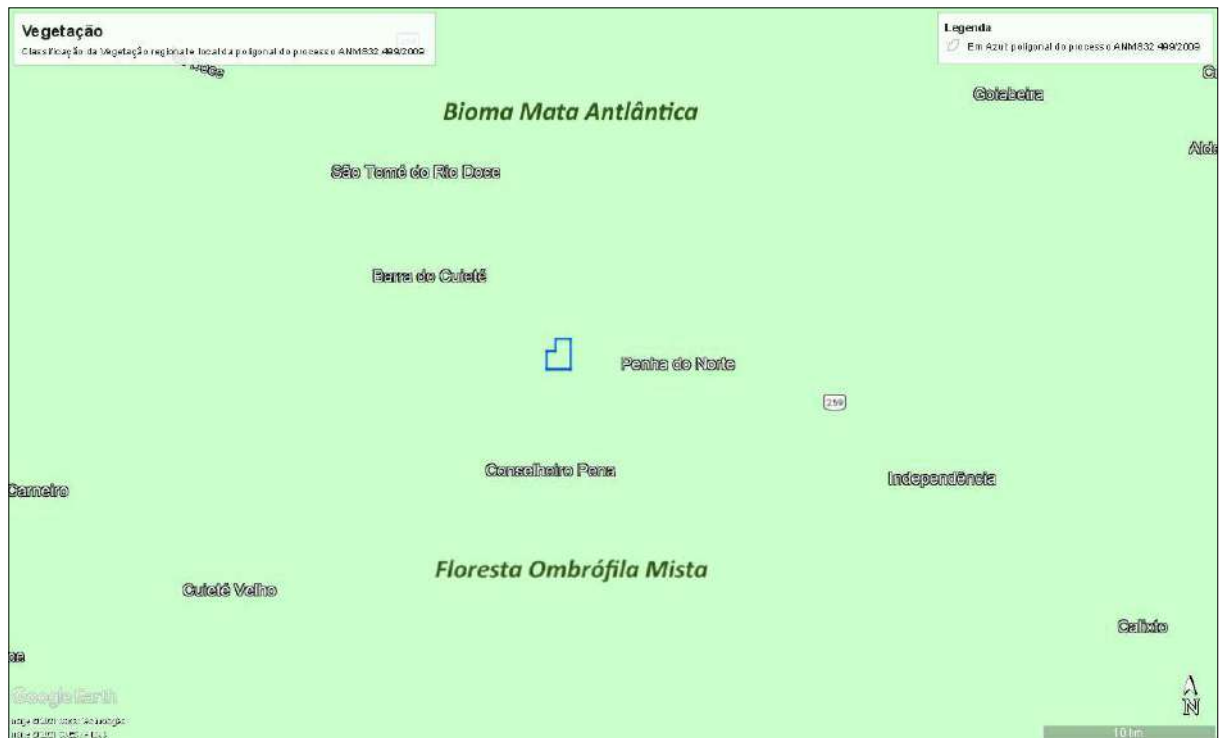 Vegetação
Classificação da Vegetação regional e local da poligonal do processo ANM832 499/2009
Legenda
Em Azul poligonal do processo ANM832 499/2009
Goiabeira
Bioma Mata Antlântica
São Tomé do Rio Doce
Barra do Cuieté
Penha do Norte
259
Conselheiro Pena
Independência
Carneiro
Floresta Ombrófila Mista
Cuieté Velho
Calixto
Google Earth
N
10 km